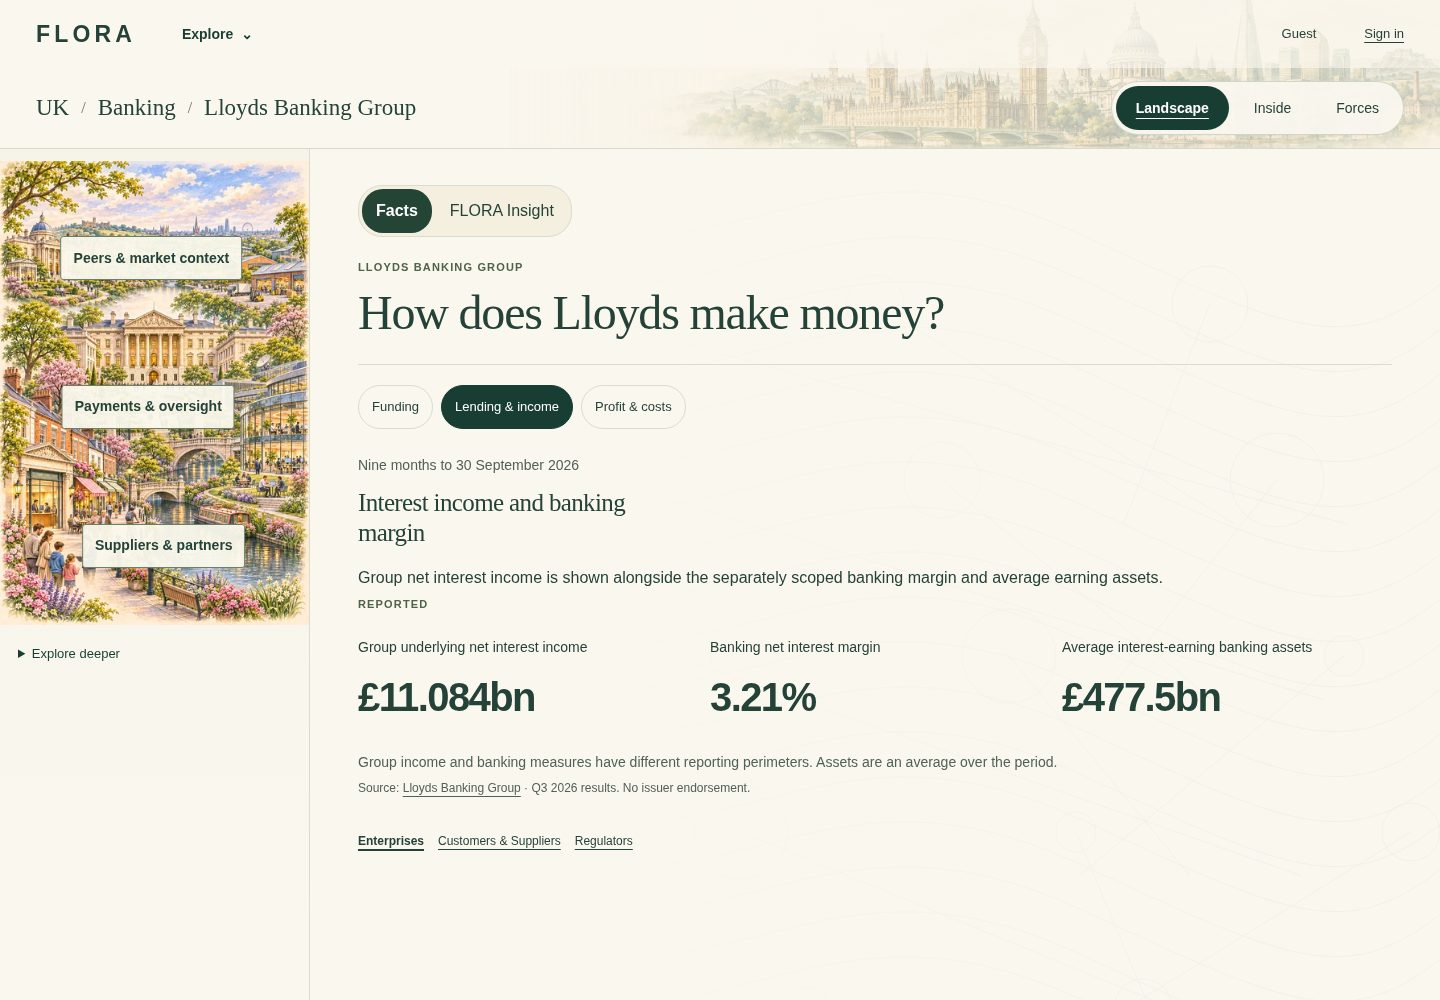 FLORA
Explore
Guest
Sign in
UK / Banking / Lloyds Banking Group
Landscape
Inside
Forces
Peers & market context
Payments & oversight
Suppliers & partners
Explore deeper
Facts
FLORA Insight
LLOYDS BANKING GROUP
How does Lloyds make money?
Funding
Lending & income
Profit & costs
Nine months to 30 September 2026
Interest income and banking
margin
Group net interest income is shown alongside the separately scoped banking margin and average earning assets.
REPORTED
Group underlying net interest income
£11.084bn
Banking net interest margin
3.21%
Average interest-earning banking assets
£477.5bn
Group income and banking measures have different reporting perimeters. Assets are an average over the period.
Source: Lloyds Banking Group · Q3 2026 results. No issuer endorsement.
Enterprises
Customers & Suppliers
Regulators